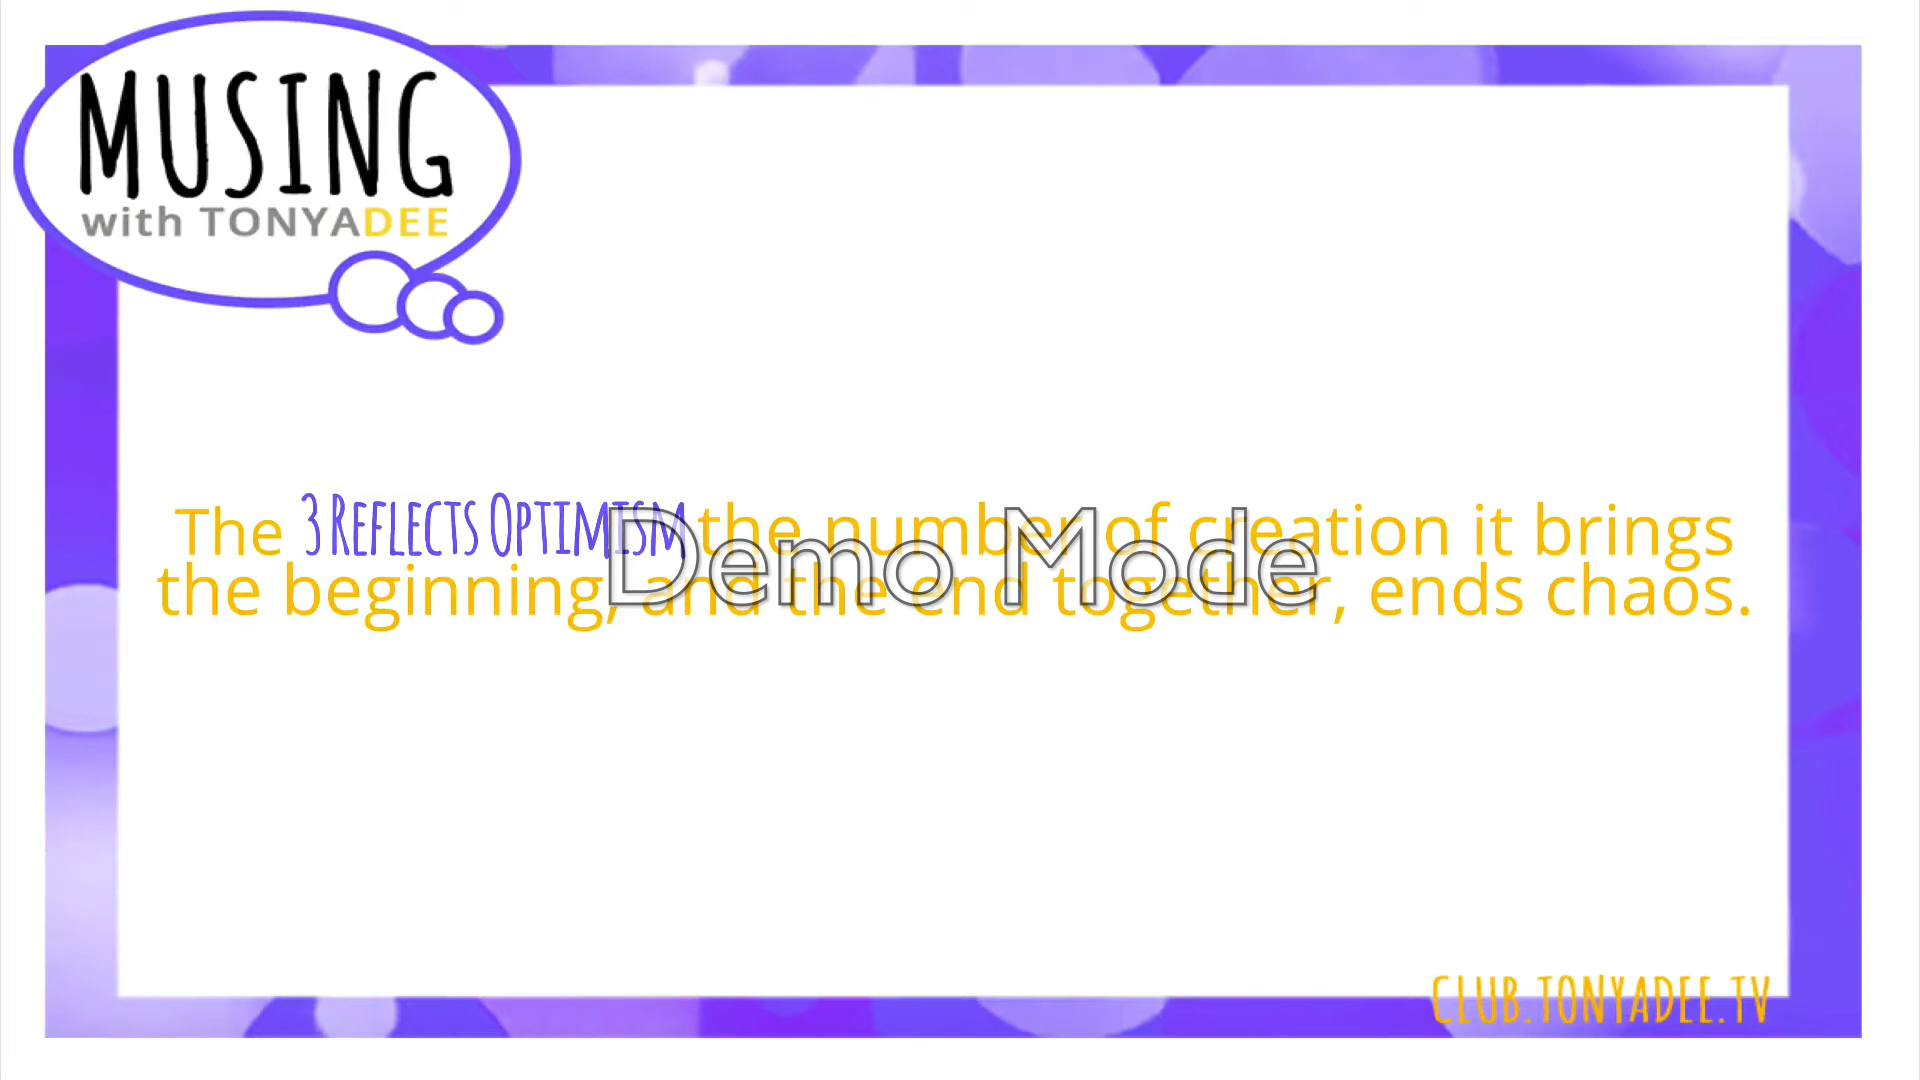 MUSING
with TONYADEE
The 3 Reflects Optimism the number of creation it brings
the beginning, and the end together, ends chaos.
Demo Mode
CLUB.TONYADEE.TV